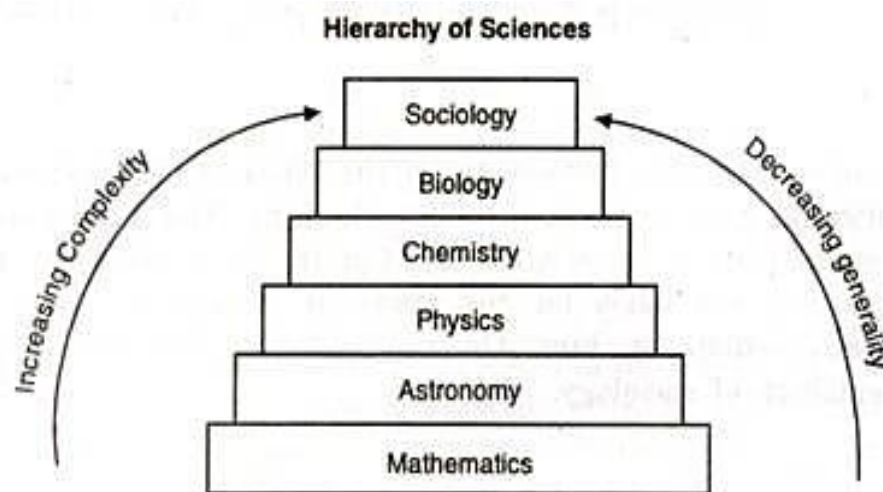 Hierarchy of Sciences
Sociology
Biology
Chemistry
Physics
Astronomy
Mathematics
Increasing Complexity
Decreasing generality